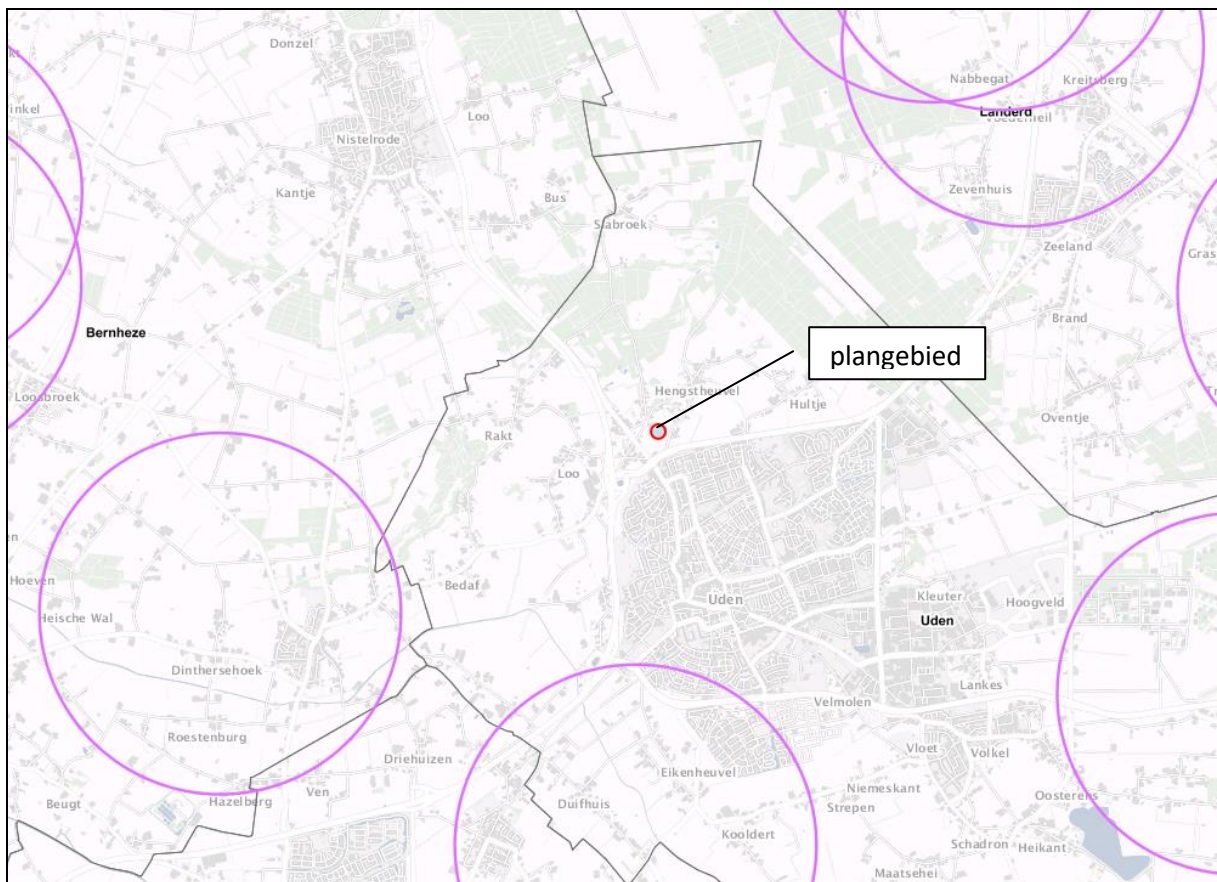 Donzel
Nabbegat
Kreitsberg
inkel
Loo
Landerd
Nistelrode
Kantje
Bus
Zevenhuis
Slabroek
Zeeland
Gras
Bernheze
Brand
plangebied
Hengstheuvel
Loosbroek
Hultje
Oventje
Rakt
Loo
Bedaf
Hoeven
Kleuter
Uden
Hoogveld
Heische Wal
Uden
Dinthersehoek
Lankes
Velmolen
Roestenburg
Vloet
Volkel
Driehuizen
Eikenheuvel
Niemeskant
Ven
Oosterens
Beugt
Hazelberg
Duifhuis
Strepen
Kooldert
Schadron
Heikant
Maatsehei